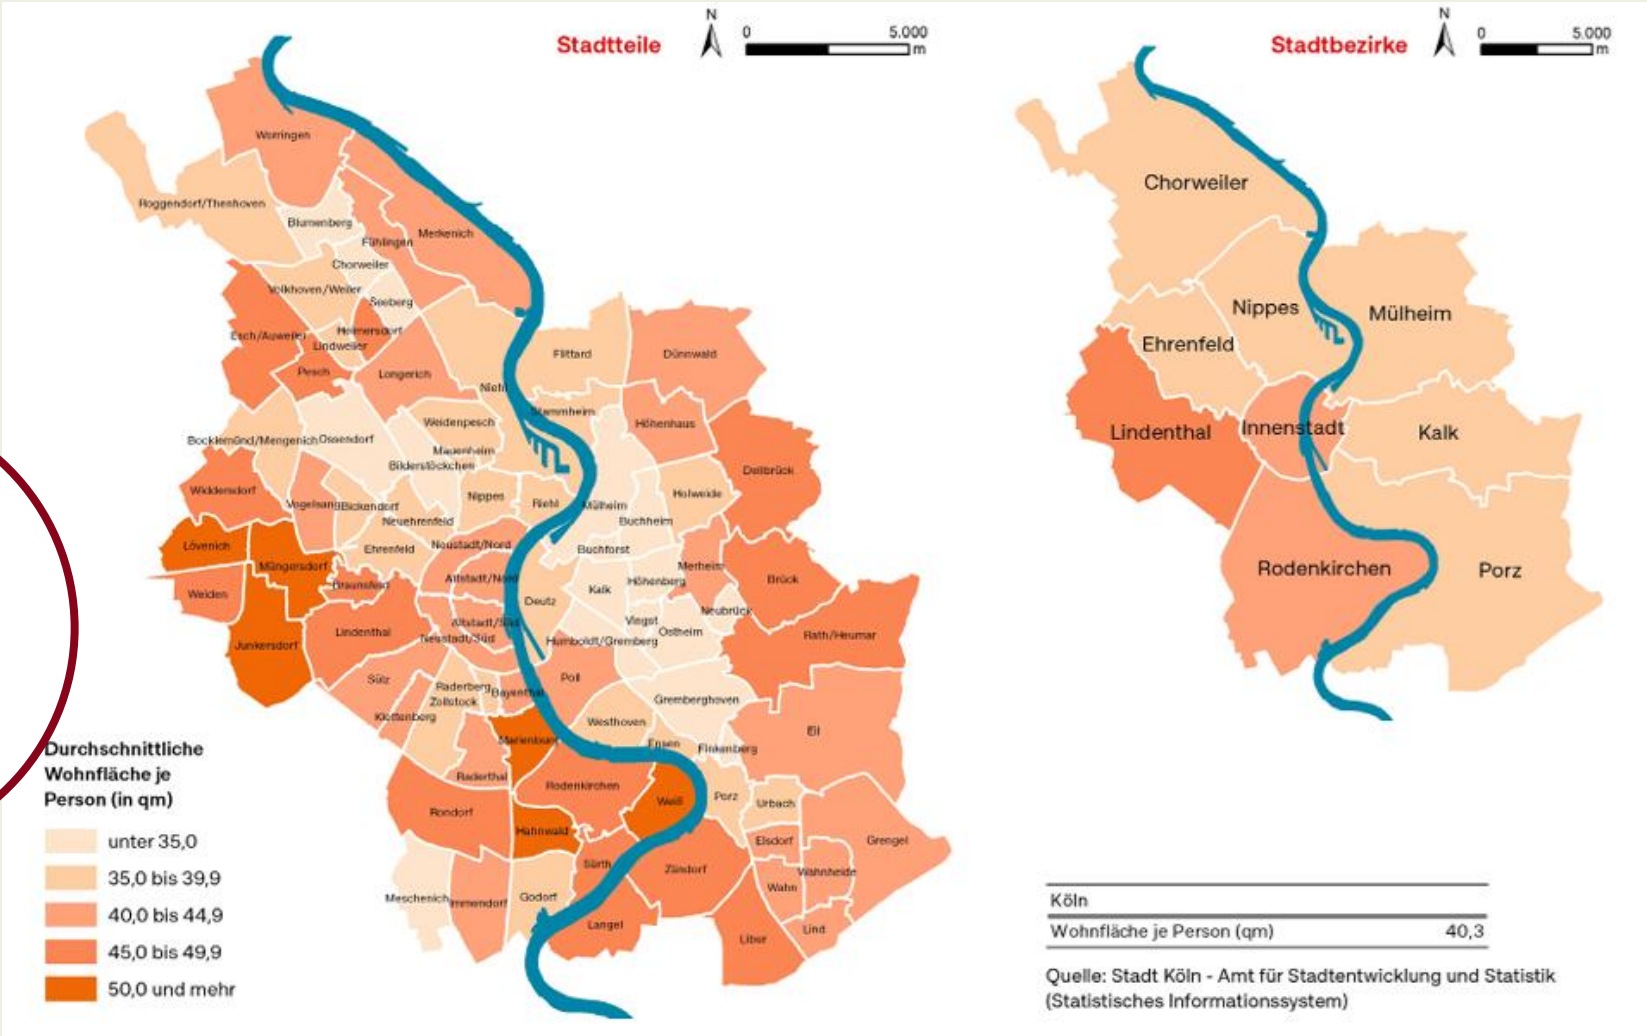 Stadtteile
N
0 5.000
m
Worringen
Roggendorf/Thenhoven
Blumenberg
Merkenich
Fühlingen
Chorweiler
Volkhoven/Weiler
Seeberg
Heimersdorf
Esch/Auweiler
Lindweiler
Pesch
Longerich
Flittard
Dünnwald
Niehl
Stammheim
Weidenpesch
Höhenhaus
Bocklemünd/Mengenich
Ossendorf
Mauenheim
Bilderstöckchen
Dellbrück
Widdersdorf
Vogelsang
Bickendorf
Nippes
Riehl
Mülheim
Holweide
Neuehrenfeld
Buchheim
Lövenich
Ehrenfeld
Neustadt/Nord
Buchforst
Müngersdorf
Merheim
Braunsfeld
Altstadt/Nord
Höhenberg
Brück
Weiden
Kalk
Deutz
Neubrück
Lindenthal
Altstadt/Süd
Vingst
Ostheim
Neustadt/Süd
Humboldt/Gremberg
Rath/Heumar
Junkersdorf
Sülz
Poll
Raderberg
Bayenthal
Zollstock
Gremberghoven
Klettenberg
Westhoven
Eil
Marienburg
Ensen
Finkenberg
Raderthal
Rodenkirchen
Weiß
Porz
Urbach
Rondorf
Hahnwald
Elsdorf
Grengel
Sürth
Zündorf
Wahnheide
Wahn
Meschenich
Immendorf
Godorf
Langel
Libur
Lind
Durchschnittliche
Wohnfläche je
Person (in qm)
unter 35,0
35,0 bis 39,9
40,0 bis 44,9
45,0 bis 49,9
50,0 und mehr
Stadtbezirke
N
0 5.000
m
Chorweiler
Nippes
Mülheim
Ehrenfeld
Lindenthal
Innenstadt
Kalk
Rodenkirchen
Porz
Köln
Wohnfläche je Person (qm) 40,3
Quelle: Stadt Köln - Amt für Stadtentwicklung und Statistik
(Statistisches Informationssystem)